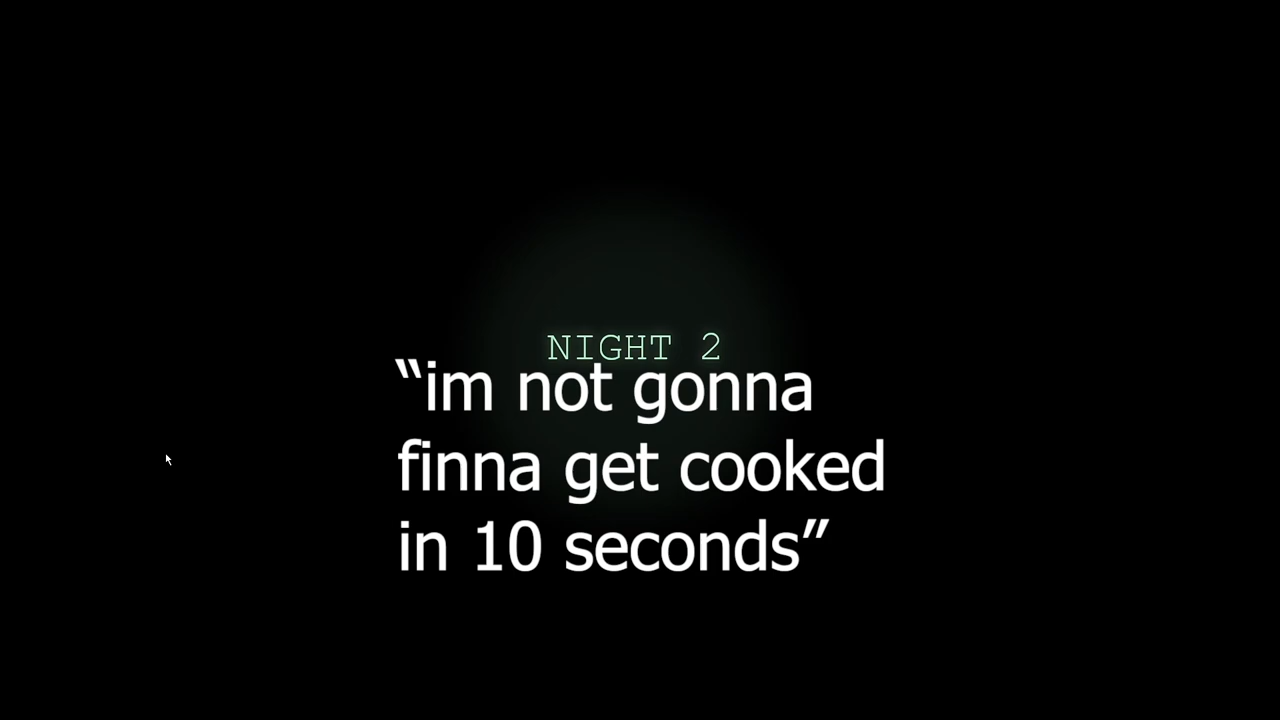 NIGHT 2
“im not gonna
finna get cooked
in 10 seconds”